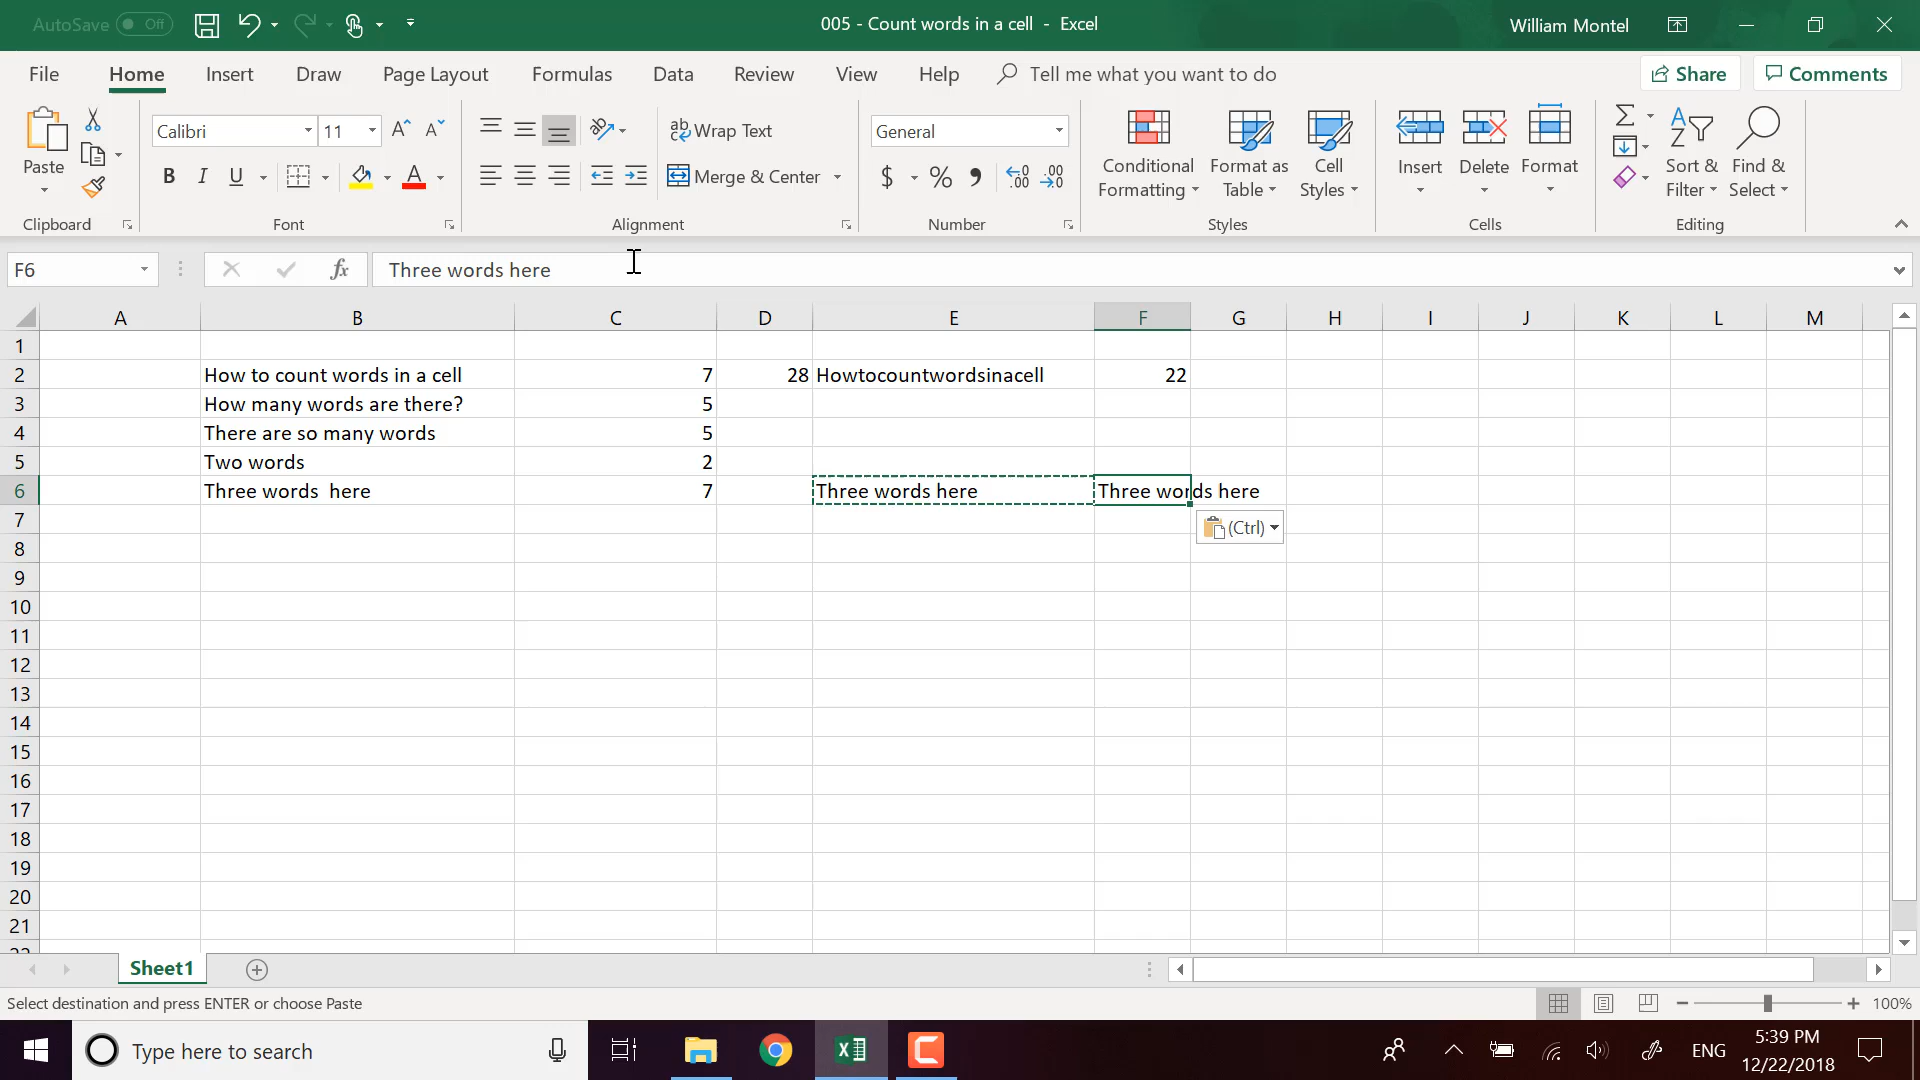 AutoSave Off
005 - Count words in a cell - Excel
William Montel
File Home Insert Draw Page Layout Formulas Data Review View Help Tell me what you want to do Share Comments
Paste
Calibri 11
B I U A
ab Wrap Text
Merge & Center
General
$ % 9
Conditional Formatting
Format as Table
Cell Styles
Insert
Delete
Format
Sort & Filter
Find & Select
Clipboard Font Alignment Number Styles Cells Editing
F6 fx Three words here
A B C D E F G H I J K L M
1
2 How to count words in a cell 7 28 Howtocountwordsinacell 22
3 How many words are there? 5
4 There are so many words 5
5 Two words 2
6 Three words  here 7 Three words here Three words here
7 (Ctrl)
8
9
10
11
12
13
14
15
16
17
18
19
20
21
22
Sheet1
Select destination and press ENTER or choose Paste
100%
Type here to search
ENG
5:39 PM
12/22/2018